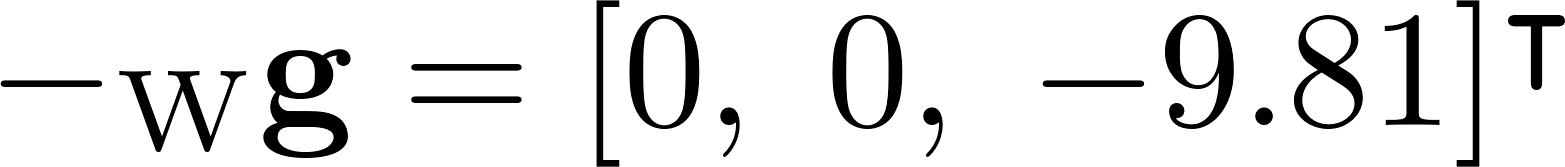 −wg = [0, 0, −9.81]ᵀ